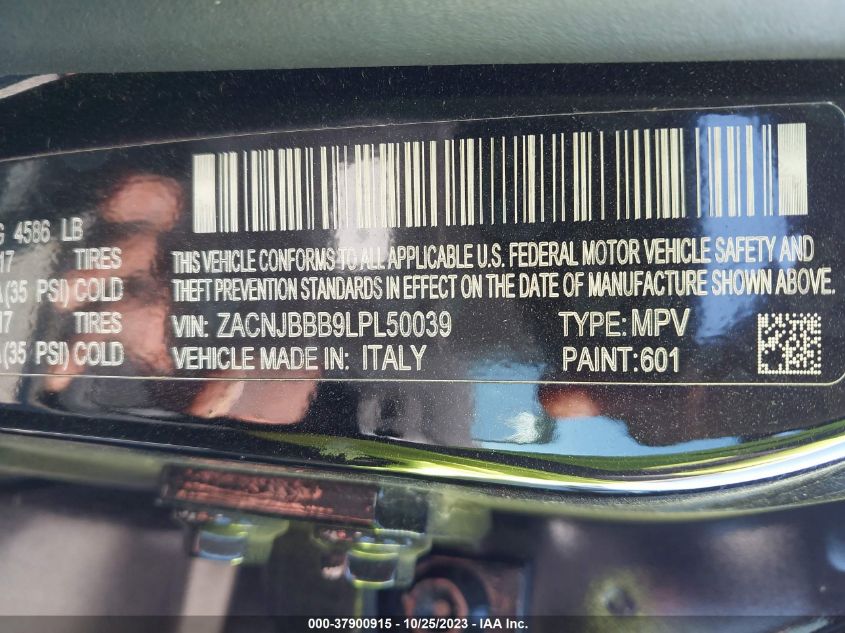 G 4586 LB
17 TIRES
A(35 PSI) COLD
17 TIRES
A(35 PSI) COLD
THIS VEHICLE CONFORMS TO ALL APPLICABLE U.S. FEDERAL MOTOR VEHICLE SAFETY AND
THEFT PREVENTION STANDARDS IN EFFECT ON THE DATE OF MANUFACTURE SHOWN ABOVE.
VIN: ZACNJBBB9LPL50039 TYPE: MPV
VEHICLE MADE IN: ITALY PAINT:601
000-37900915 - 10/25/2023 - IAA Inc.